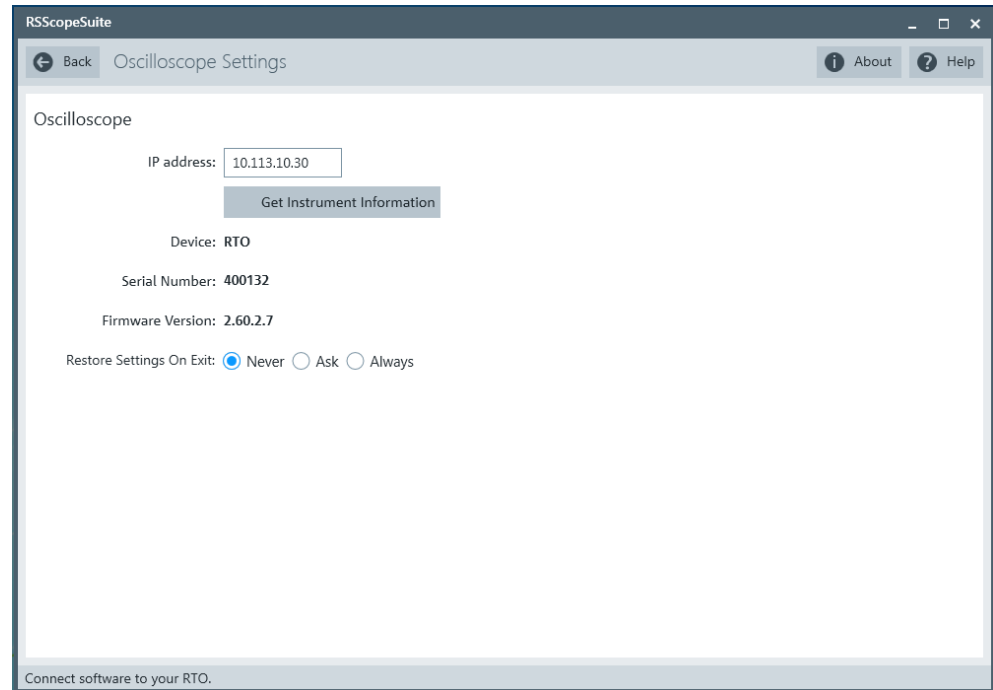 RSScopeSuite
Back Oscilloscope Settings About Help
Oscilloscope
IP address: 10.113.10.30
Get Instrument Information
Device: RTO
Serial Number: 400132
Firmware Version: 2.60.2.7
Restore Settings On Exit: Never Ask Always
Connect software to your RTO.